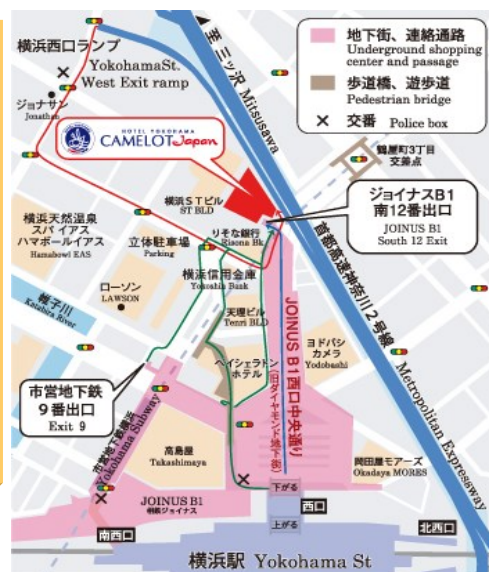 横浜西口ランプ
YokohamaSt.
West Exit ramp
ジョナサン
Jonathan
至 三ッ沢 Mitsusawa
地下街、連絡通路
Underground shopping
center and passage
歩道橋、遊歩道
Pedestrian bridge
交番 Police box
HOTEL YOKOHAMA
CAMELOT Japan
鶴屋町3丁目
交差点
横浜STビル
ST BLD
ジョイナスB1
南12番出口
JOINUS B1
South 12 Exit
横浜天然温泉
スパ イアス
ハマボールイアス
Hamabowl EAS
立体駐車場
Parking
りそな銀行
Risona Bk
横浜信用金庫
Yokoshin Bank
首都高速神奈川2号線
Metropolitan Expressway
ローソン
LAWSON
帷子川
Katabira River
天理ビル
Tenri BLD
JOINUS B1西口中央通り
(旧ダイヤモンド地下街)
ヨドバシ
カメラ
Yodobashi
ヘイシェラトン
ホテル
市営地下鉄
9番出口
Exit 9
市営地下鉄横浜
Yokohama Subway
高島屋
Takashimaya
岡田屋モアーズ
Okadaya MORES
JOINUS B1
相鉄ジョイナス
下がる
西口
上がる
南西口
北西口
横浜駅 Yokohama St